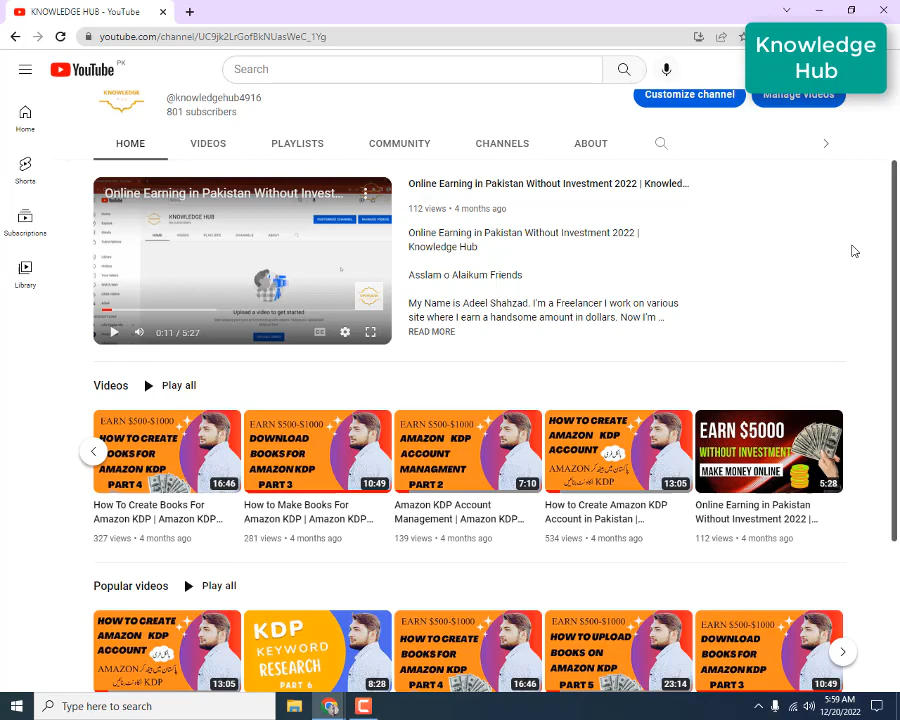 KNOWLEDGE HUB - YouTube
youtube.com/channel/UC9jk2LrGofBkNUasWeC_1Yg
Knowledge
Hub
YouTube PK
Search
KNOWLEDGE
@knowledgehub4916
801 subscribers
Customize channel
Manage videos
Home
Shorts
Subscriptions
Library
HOME
VIDEOS
PLAYLISTS
COMMUNITY
CHANNELS
ABOUT
Online Earning in Pakistan Without Invest...
KNOWLEDGE HUB
CUSTOMIZE CHANNEL
MANAGE VIDEOS
Upload a video to get started
0:11 / 5:27
Online Earning in Pakistan Without Invest 2022 | Knowled...
112 views • 4 months ago
Online Earning in Pakistan Without Investment 2022 |
Knowledge Hub
Asslam o Alaikum Friends
My Name is Adeel Shahzad. I'm a Freelancer I work on various
site where I earn a handsome amount in dollars. Now I'm ...
READ MORE
Videos
Play all
EARN $500-$1000
HOW TO CREATE
BOOKS FOR
AMAZON KDP
PART 4
16:46
EARN $500-$1000
DOWNLOAD
BOOKS FOR
AMAZON KDP
PART 3
10:49
EARN $500-$1000
AMAZON KDP
ACCOUNT
MANAGMENT
PART 2
7:10
HOW TO CREATE
AMAZON KDP
ACCOUNT
13:05
EARN $5000
WITHOUT INVESTMENT
MAKE MONEY ONLINE
5:28
How To Create Books For
Amazon KDP | Amazon KDP...
327 views • 4 months ago
How to Make Books For
Amazon KDP | Amazon KDP...
281 views • 4 months ago
Amazon KDP Account
Management | Amazon KDP...
139 views • 4 months ago
How to Create Amazon KDP
Account in Pakistan |...
534 views • 4 months ago
Online Earning in Pakistan
Without Investment 2022 |...
112 views • 4 months ago
Popular videos
Play all
HOW TO CREATE
AMAZON KDP
ACCOUNT
13:05
KDP
KEYWORD
RESEARCH
PART 6
8:28
EARN $500-$1000
HOW TO CREATE
BOOKS FOR
AMAZON KDP
PART 4
16:46
EARN $500-$1000
HOW TO UPLOAD
BOOKS ON
AMAZON KDP
PART 5
23:14
EARN $500-$1000
DOWNLOAD
BOOKS FOR
AMAZON KDP
PART 3
10:49
Type here to search
5:59 AM
12/20/2022